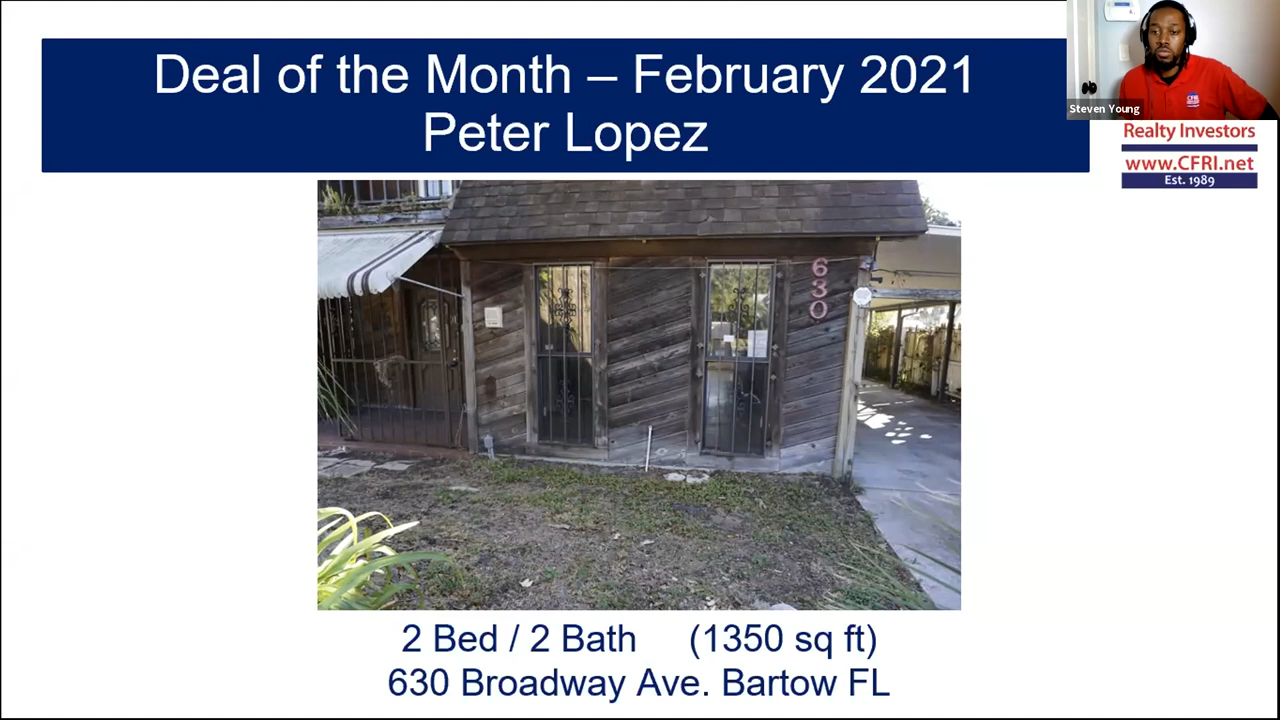 Deal of the Month – February 2021
Peter Lopez
Steven Young
CFRI
Realty Investors
www.CFRI.net
Est. 1989
630
2 Bed / 2 Bath (1350 sq ft)
630 Broadway Ave. Bartow FL